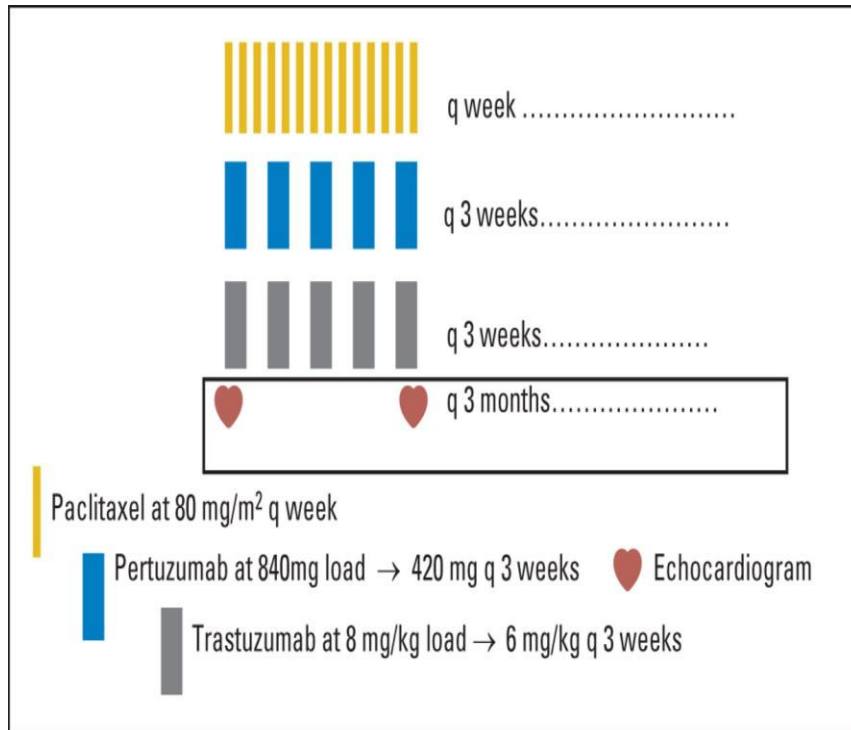 q week ...........................
q 3 weeks........................
q 3 weeks.....................
q 3 months.....................
Paclitaxel at 80 mg/m² q week
Pertuzumab at 840mg load → 420 mg q 3 weeks
Echocardiogram
Trastuzumab at 8 mg/kg load → 6 mg/kg q 3 weeks